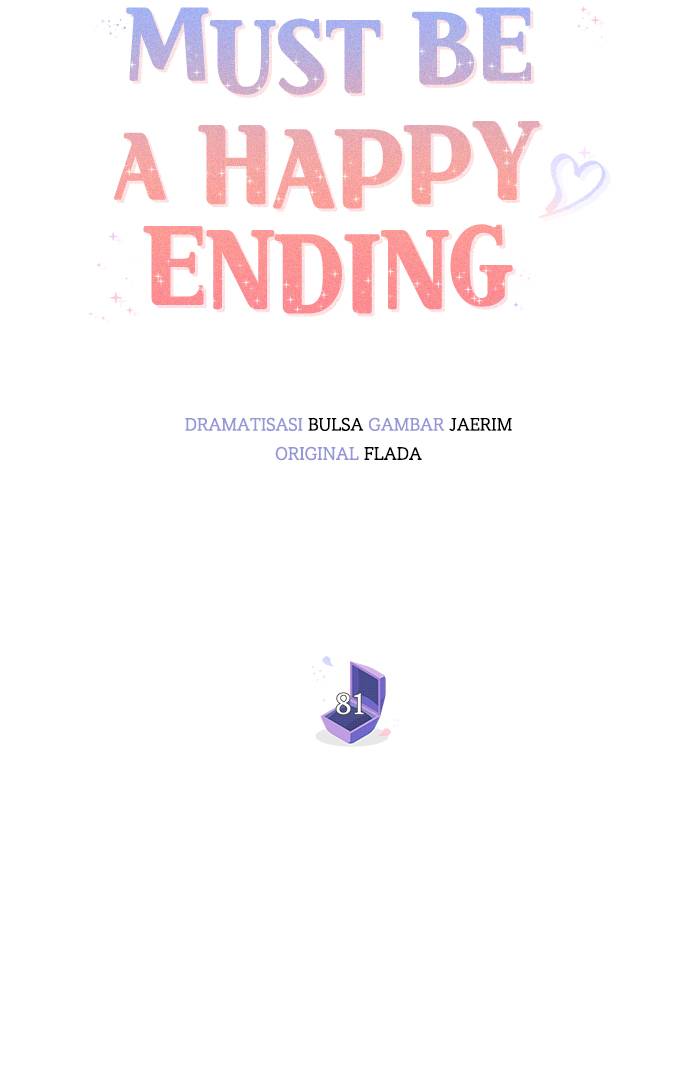 MUST BE
A HAPPY
ENDING
DRAMATISASI BULSA GAMBAR JAERIM
ORIGINAL FLADA
81